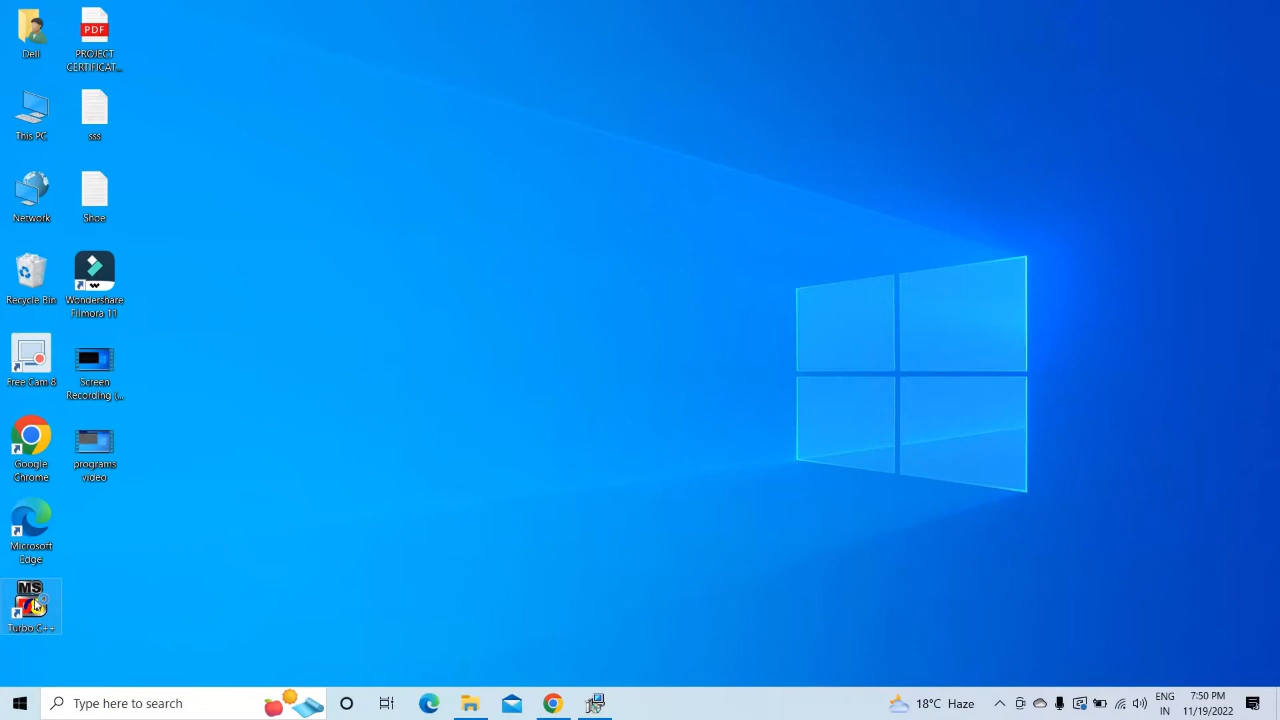 Dell
PDF
PROJECT
CERTIFICAT...
This PC
sss
Network
Shoe
Recycle Bin
Wondershare
Filmora 11
Free Cam 8
Screen
Recording (...
Google
Chrome
programs
video
Microsoft
Edge
MS
Turbo C++
Type here to search
18°C Haze
ENG
IN
7:50 PM
11/19/2022